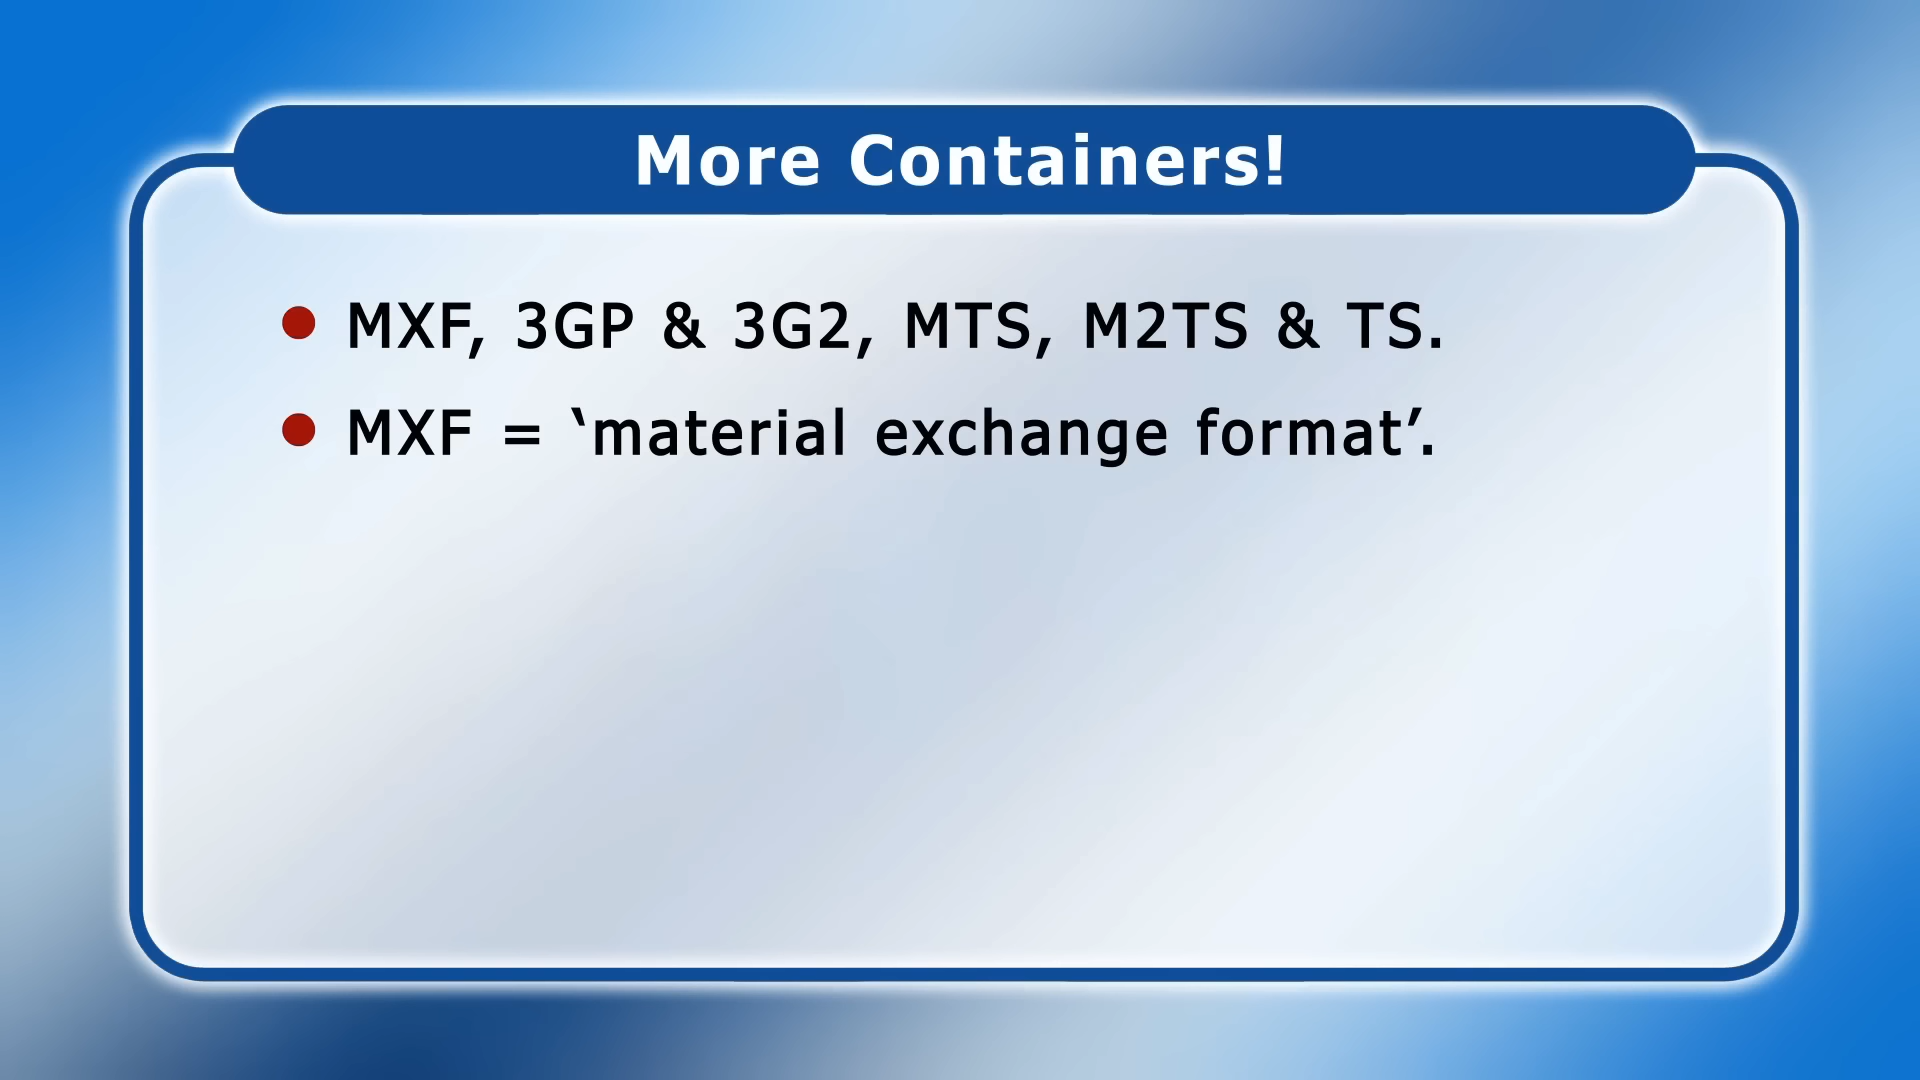 More Containers!
MXF, 3GP & 3G2, MTS, M2TS & TS.
MXF = ‘material exchange format’.